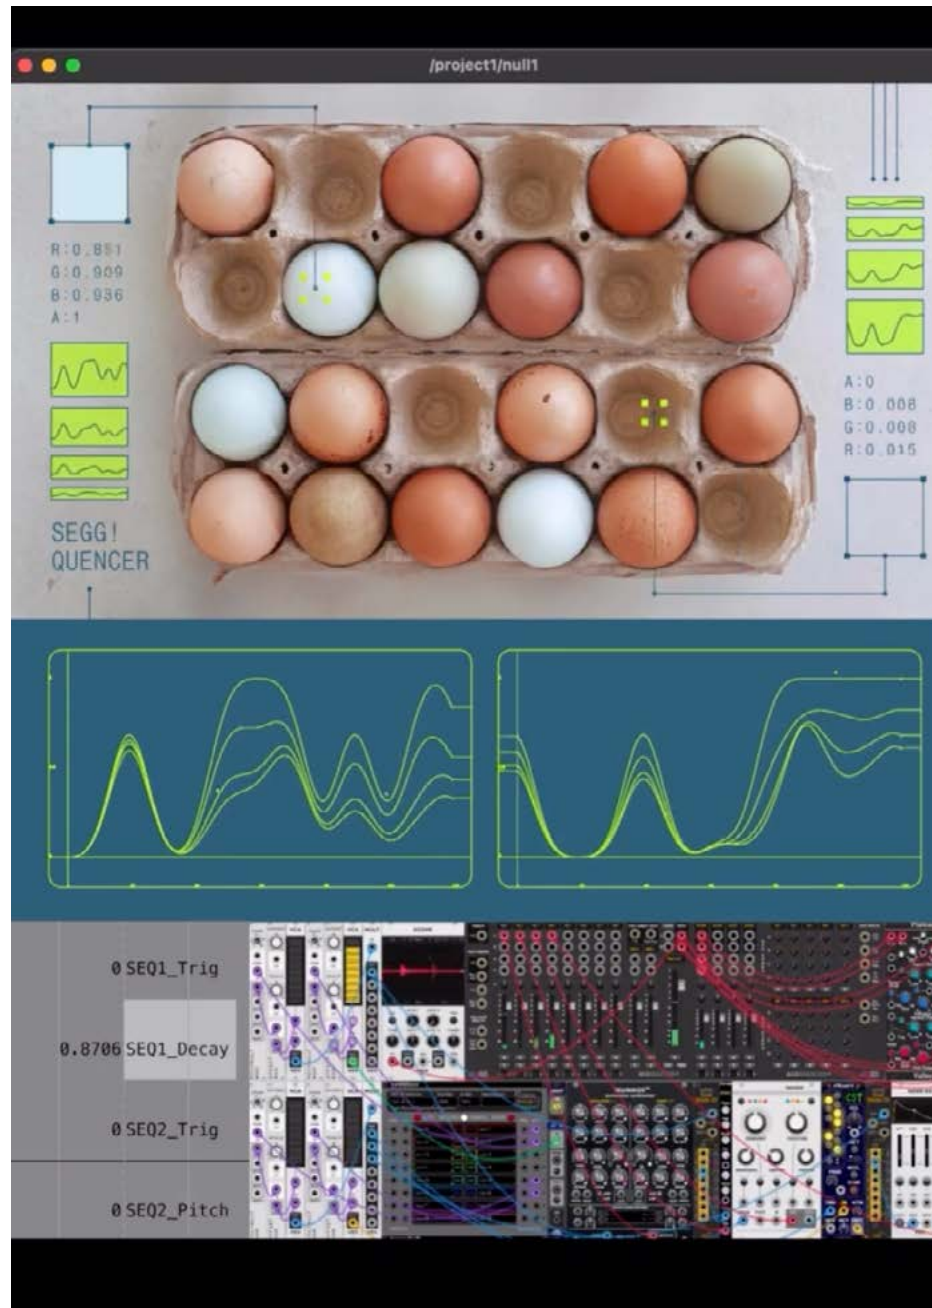 /project1/null1
R:0.851
G:0.909
B:0.936
A:1
SEGG!
QUENCER
A:0
B:0.008
G:0.008
R:0.015
0 SEQ1_Trig
0.8706 SEQ1_Decay
0 SEQ2_Trig
0 SEQ2_Pitch